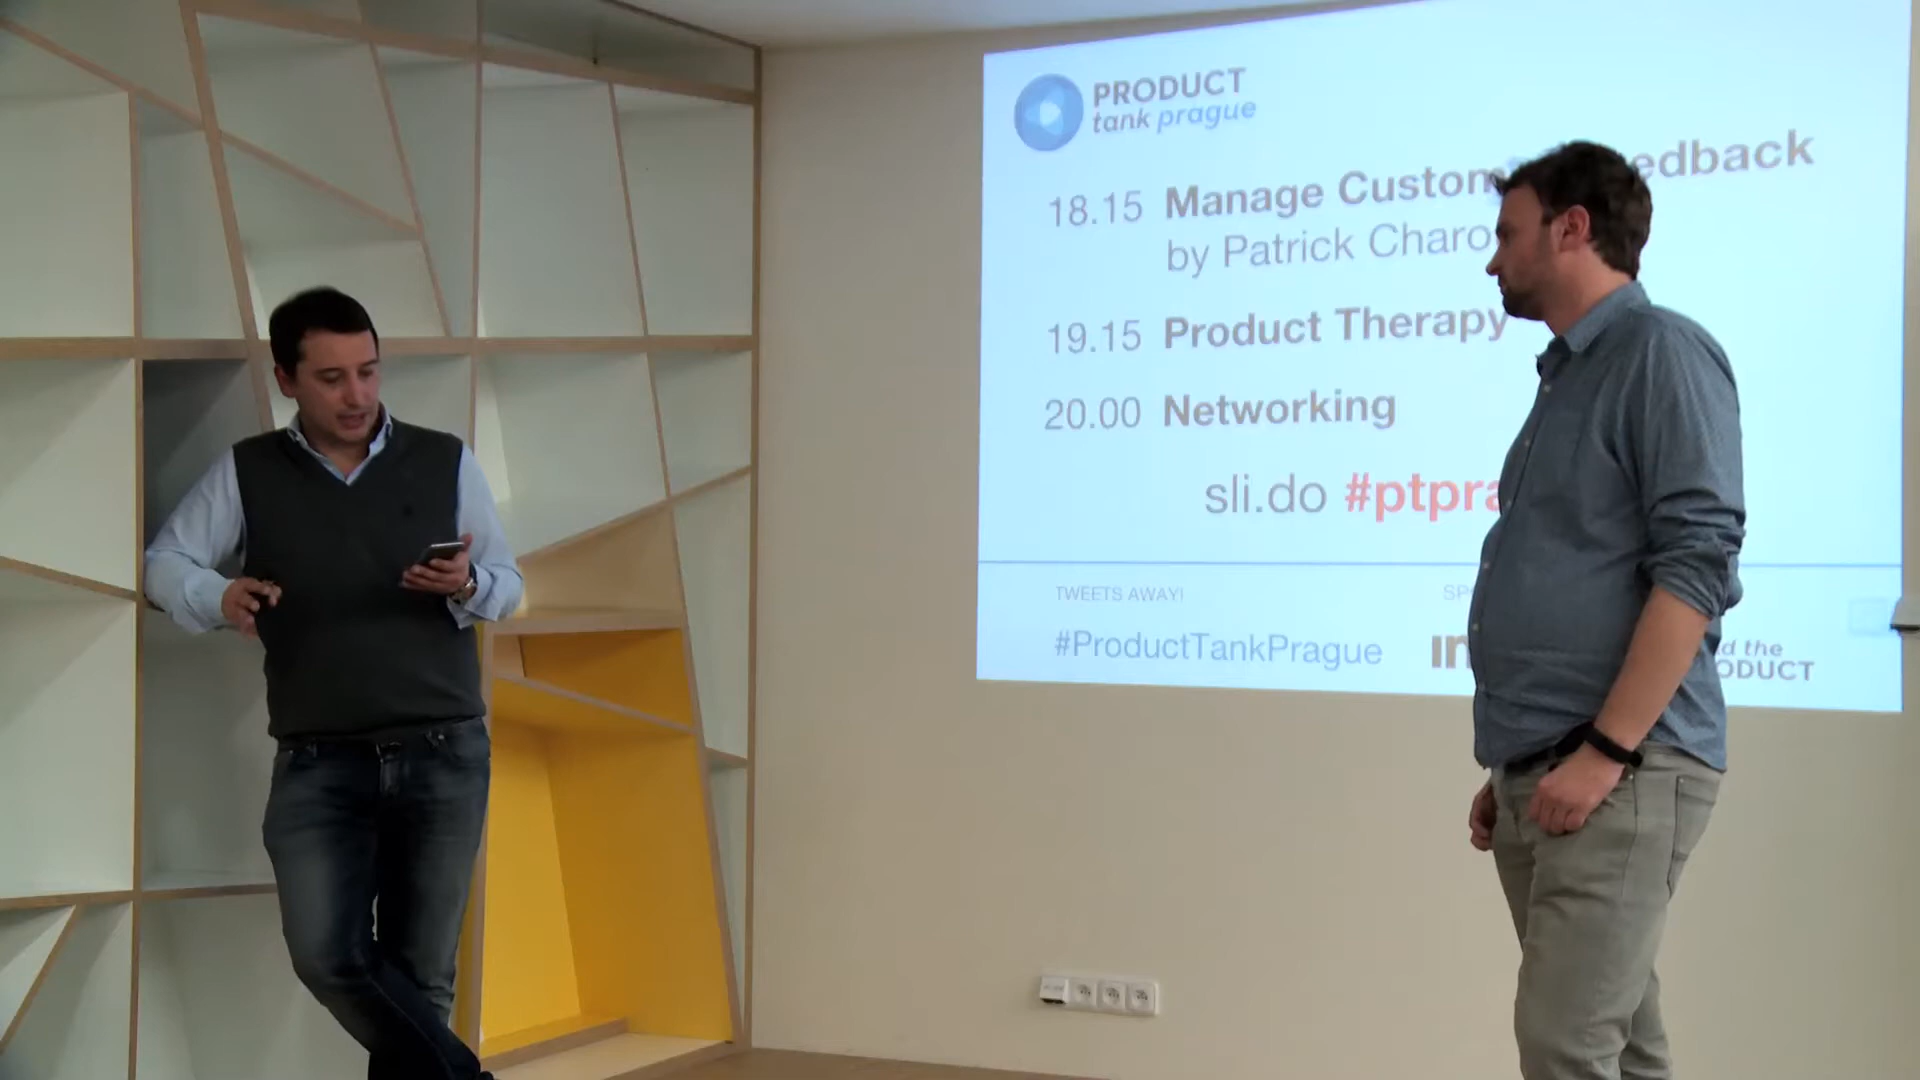 PRODUCT
tank prague
18.15 Manage Custom edback
by Patrick Charo
19.15 Product Therapy
20.00 Networking
sli.do #ptpra
TWEETS AWAY!
#ProductTankPrague
d the
ODUCT